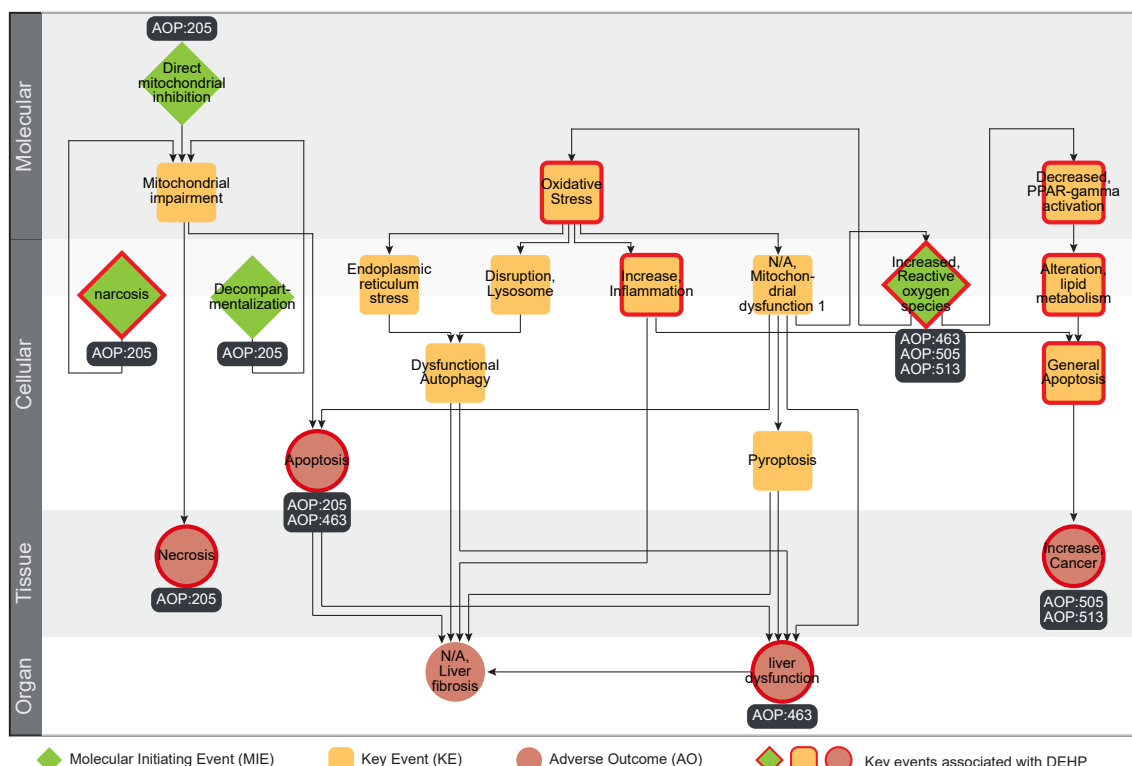 AOP:205
Direct
mitochondrial
inhibition
Molecular
Mitochondrial
impairment
Oxidative
Stress
Decreased,
PPAR-gamma
activation
Cellular
narcosis
AOP:205
Decompart-
mentalization
AOP:205
Endoplasmic
reticulum
stress
Disruption,
Lysosome
Increase,
Inflammation
N/A,
Mitochon-
drial
dysfunction 1
Increased,
Reactive
oxygen
species
AOP:463
AOP:505
AOP:513
Alteration,
lipid
metabolism
Dysfunctional
Autophagy
General
Apoptosis
Apoptosis
AOP:205
AOP:463
Pyroptosis
Tissue
Necrosis
AOP:205
Increase,
Cancer
AOP:505
AOP:513
Organ
N/A,
Liver
fibrosis
liver
dysfunction
AOP:463
Molecular Initiating Event (MIE)
Key Event (KE)
Adverse Outcome (AO)
Key events associated with DEHP